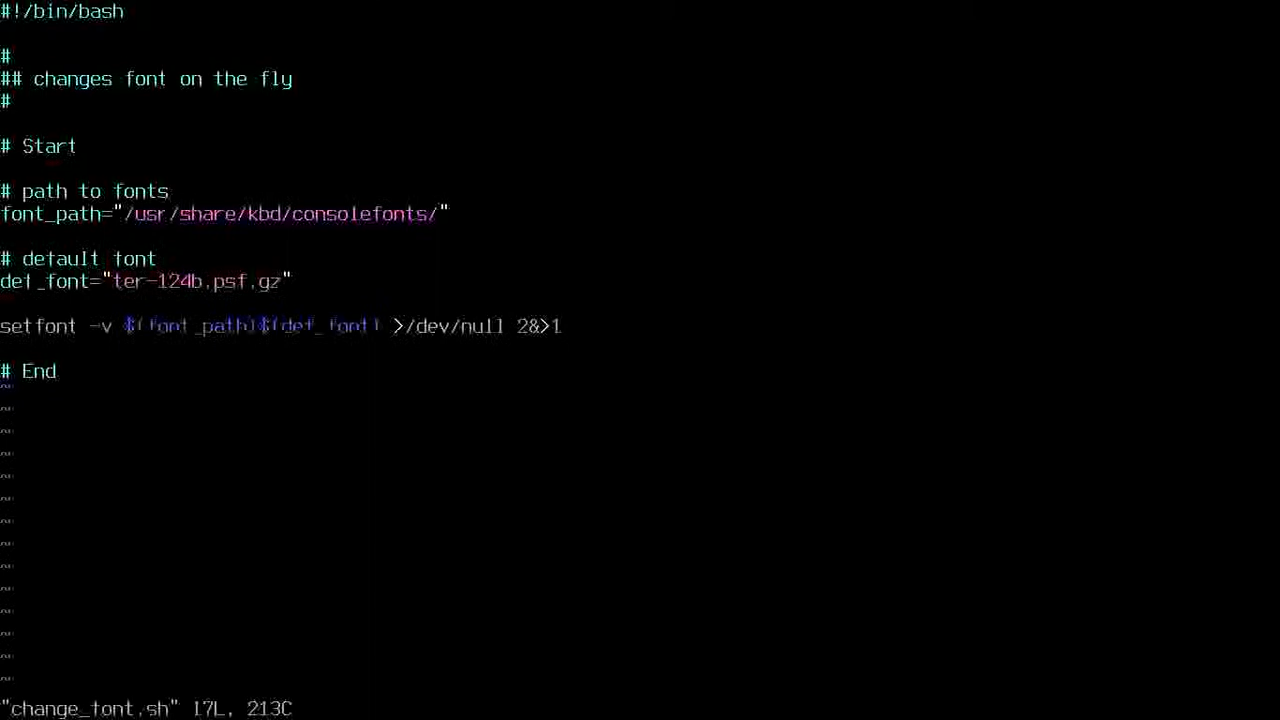 #!/bin/bash
#
## changes font on the fly
#
# Start
# path to fonts
font_path="/usr/share/kbd/consolefonts/"
# default font
def_font="ter-124b.psf.gz"
setfont -v ${font_path}${def_font} >/dev/null 2&>1
# End
~
~
~
~
~
~
~
~
~
~
~
~
~
~
"change_font.sh" 17L, 213C